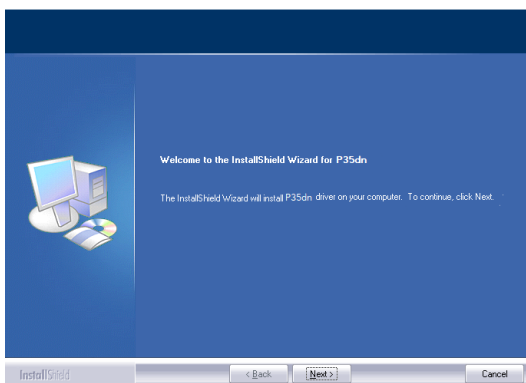 Welcome to the InstallShield Wizard for P35dn
The InstallShield Wizard will install P35dn driver on your computer. To continue, click Next.
InstallShield
< Back
Next >
Cancel